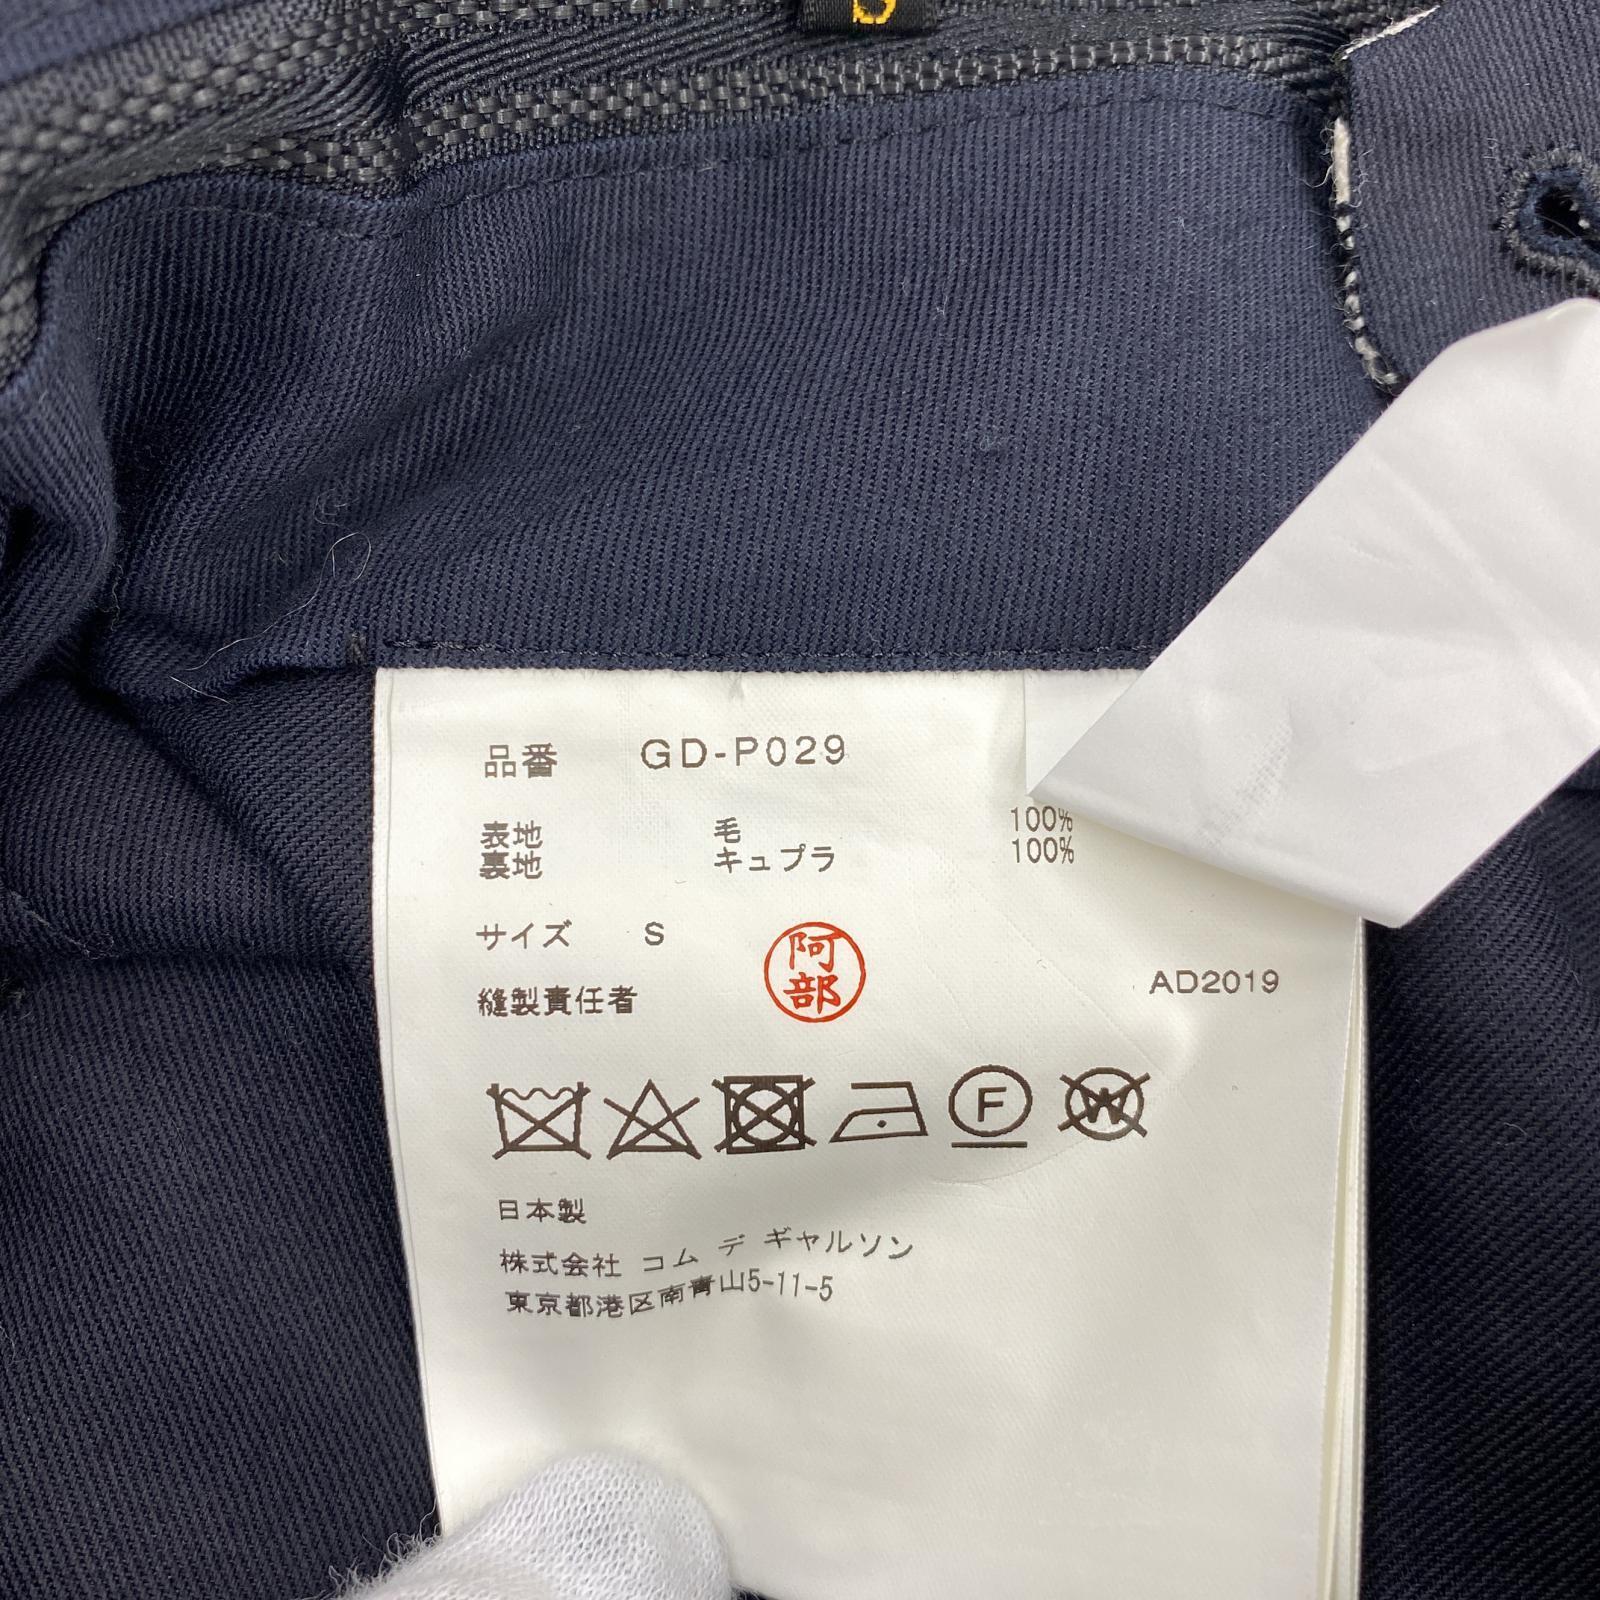 品番 GD-P029
表地 毛 100%
裏地 キュプラ 100%
サイズ S
阿部
縫製責任者
AD2019
F
W
日本製
株式会社 コム デ ギャルソン
東京都港区南青山5-11-5